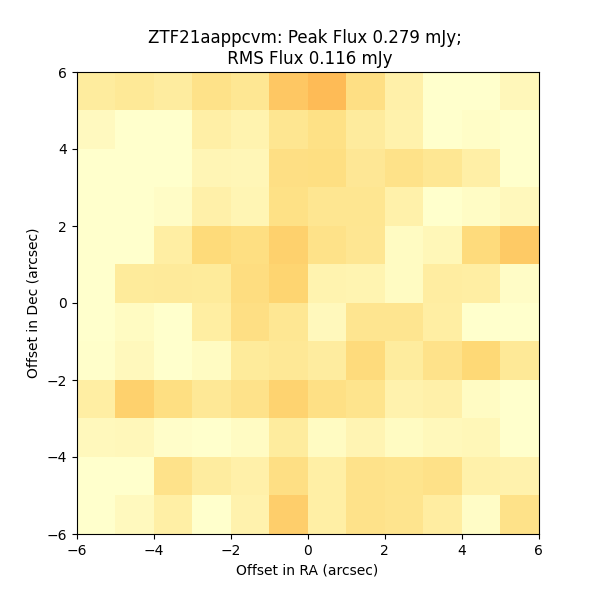 ZTF21aappcvm: Peak Flux 0.279 mJy;
RMS Flux 0.116 mJy
6
4
2
0
−2
−4
−6
Offset in Dec (arcsec)
−6 −4 −2 0 2 4 6
Offset in RA (arcsec)